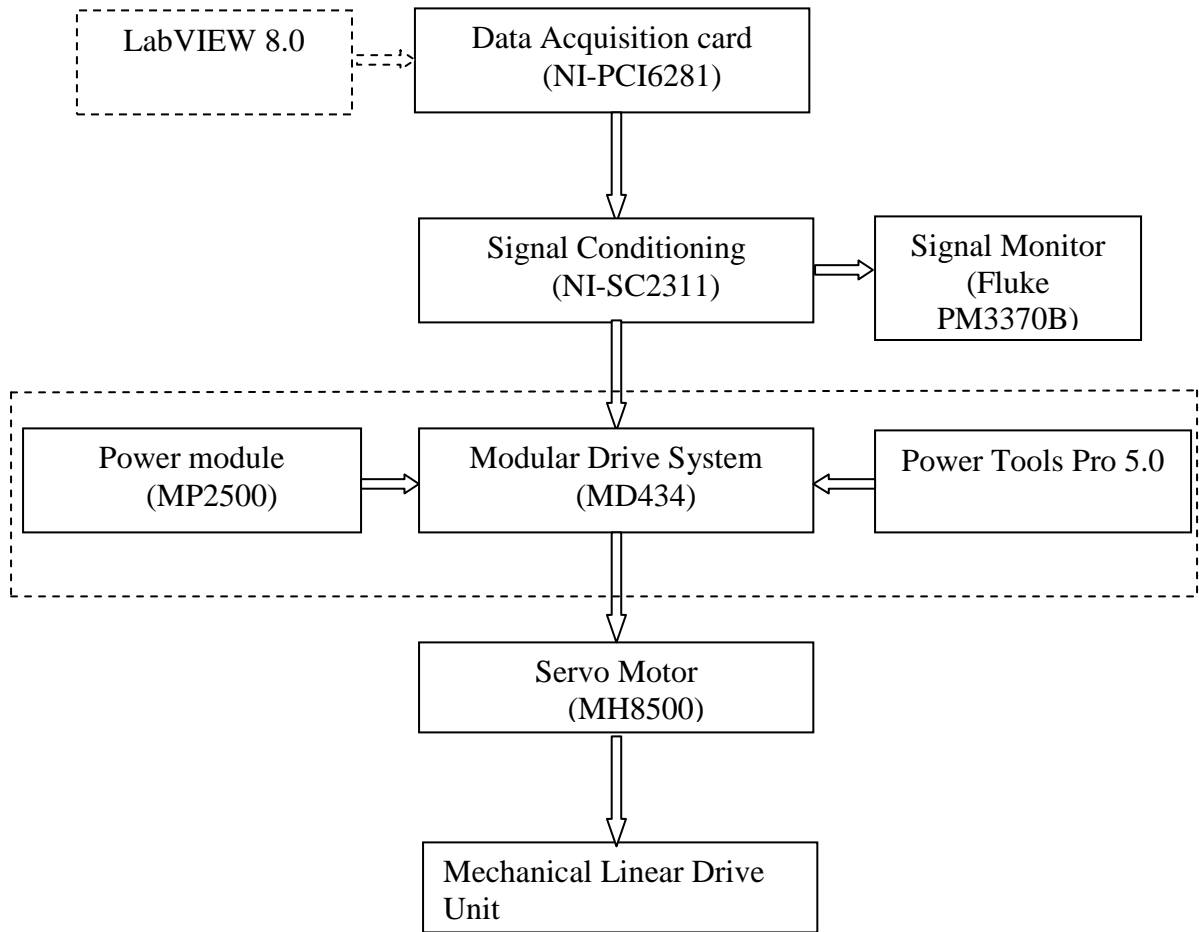 LabVIEW 8.0
Data Acquisition card
(NI-PCI6281)
Signal Conditioning
(NI-SC2311)
Signal Monitor
(Fluke
PM3370B)
Power module
(MP2500)
Modular Drive System
(MD434)
Power Tools Pro 5.0
Servo Motor
(MH8500)
Mechanical Linear Drive
Unit